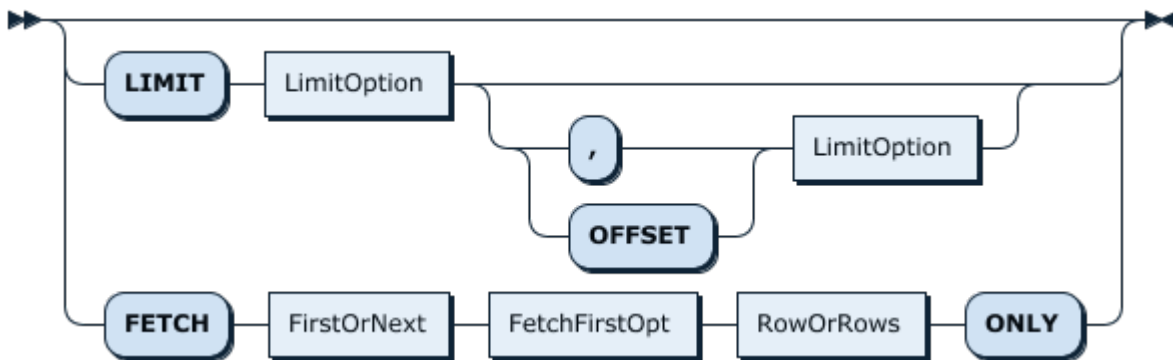 LIMIT LimitOption
, LimitOption
OFFSET
FETCH FirstOrNext FetchFirstOpt RowOrRows ONLY